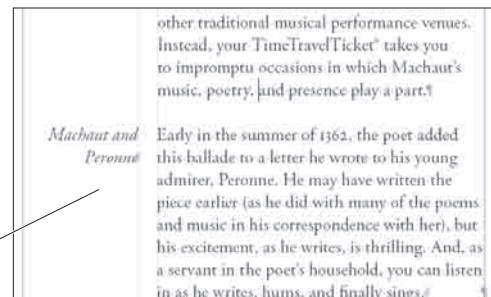 other traditional musical performance venues.
Instead, your TimeTravelTicket® takes you
to impromptu occasions in which Machaut's
music, poetry, and presence play a part.¶
Machaut and
Peronne
Early in the summer of 1362, the poet added
this ballade to a letter he wrote to his young
admirer, Peronne. He may have written the
piece earlier (as he did with many of the poems
and music in his correspondence with her), but
his excitement, as he writes, is thrilling. And, as
a servant in the poet's household, you can listen
in as he writes, hums, and finally sings.